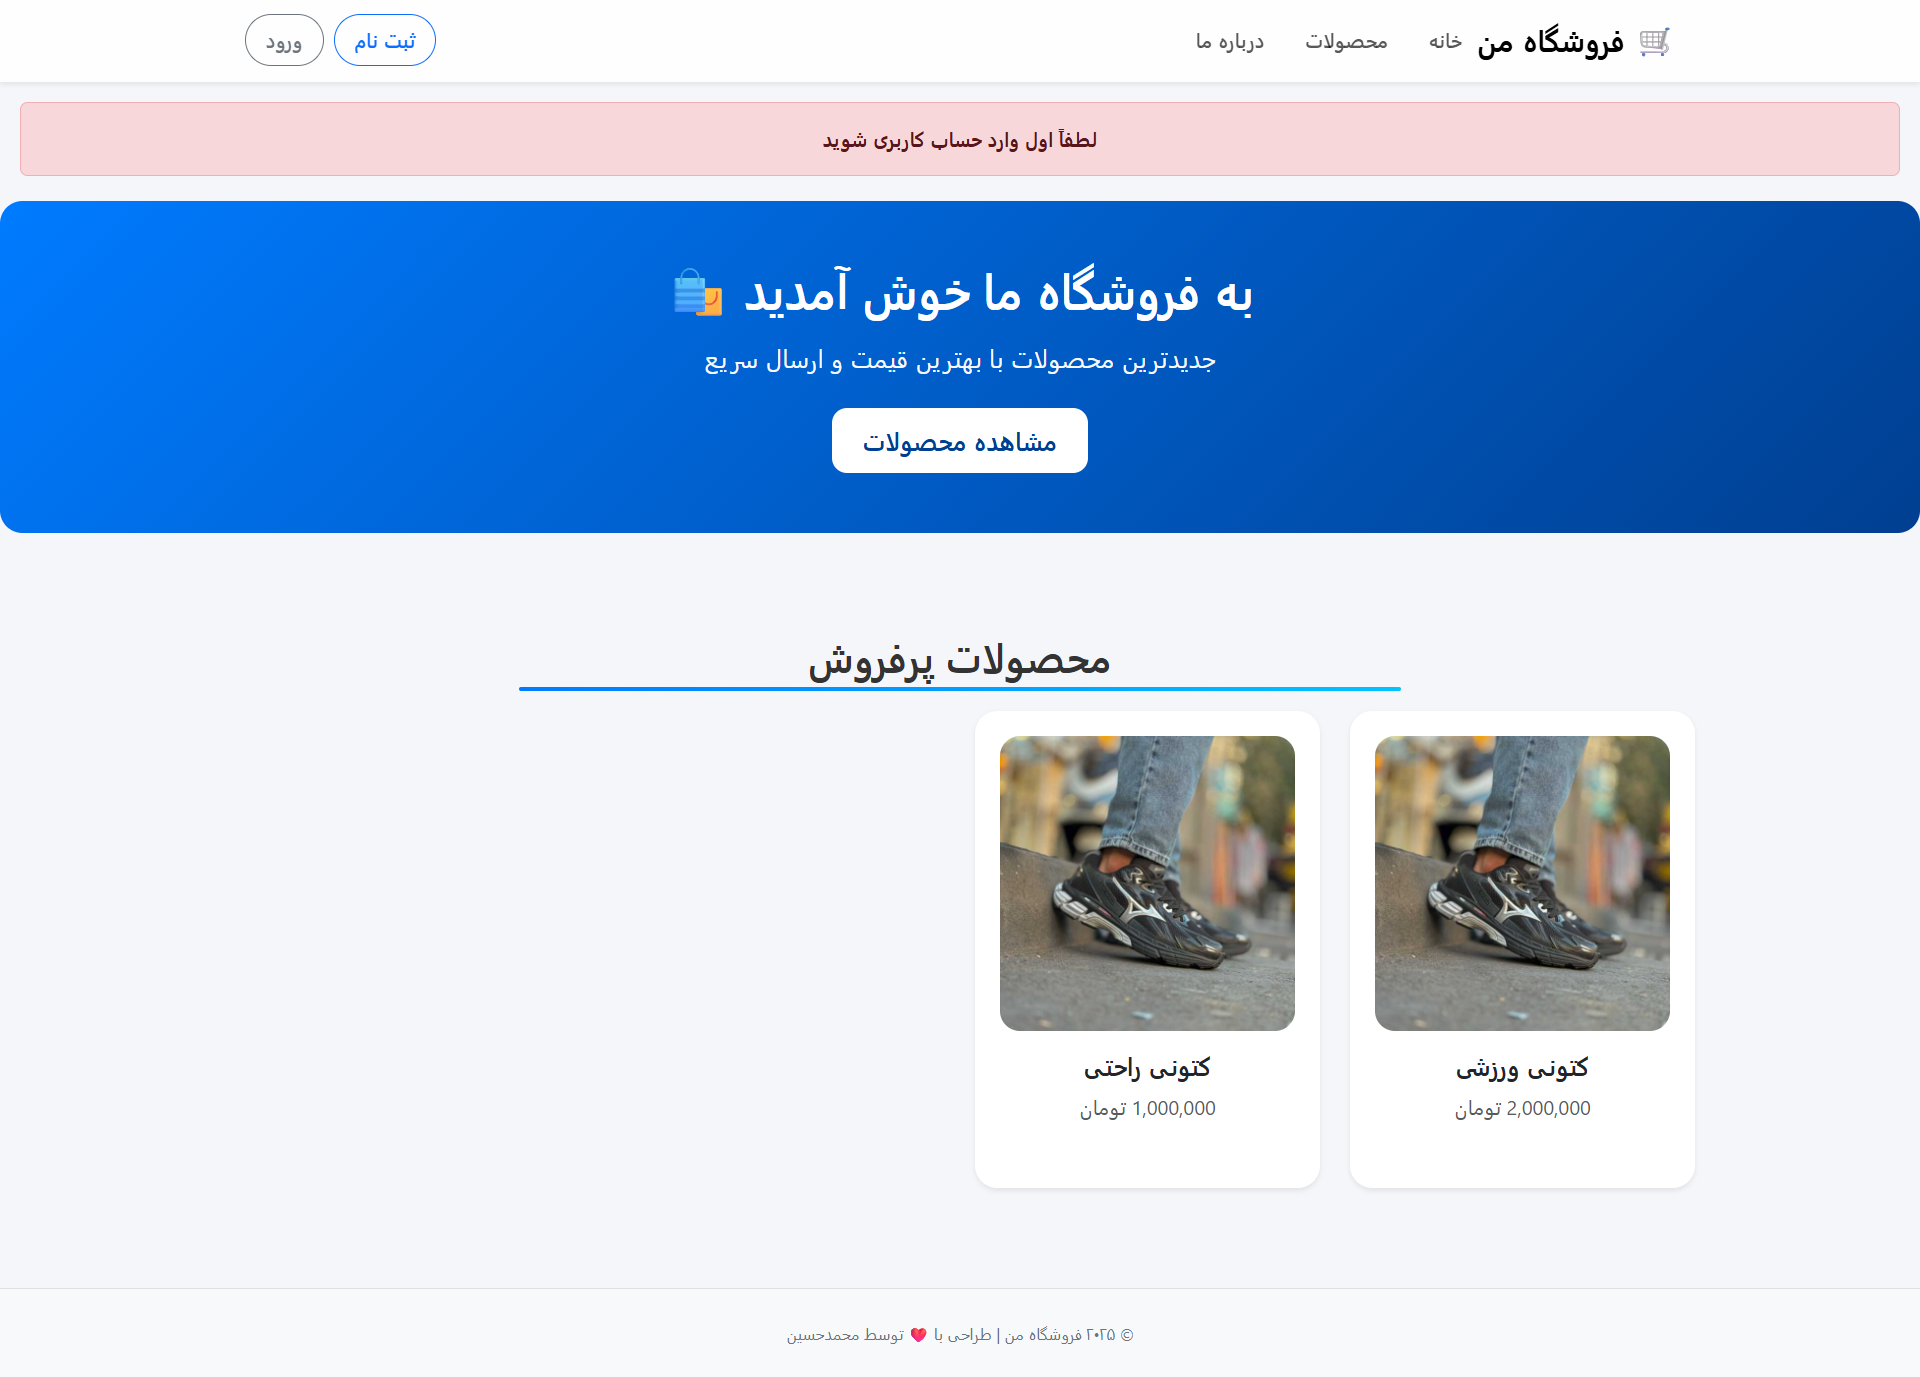 🛒 فروشگاه من خانه محصولات درباره ما ثبت نام ورود
لطفاً اول وارد حساب کاربری شوید
به فروشگاه ما خوش آمدید 🛍️
جدیدترین محصولات با بهترین قیمت و ارسال سریع
مشاهده محصولات
محصولات پرفروش
کتونی ورزشی
2,000,000 تومان
کتونی راحتی
1,000,000 تومان
© ۲۰۲۵ فروشگاه من | طراحی با ❤️ توسط محمدحسین